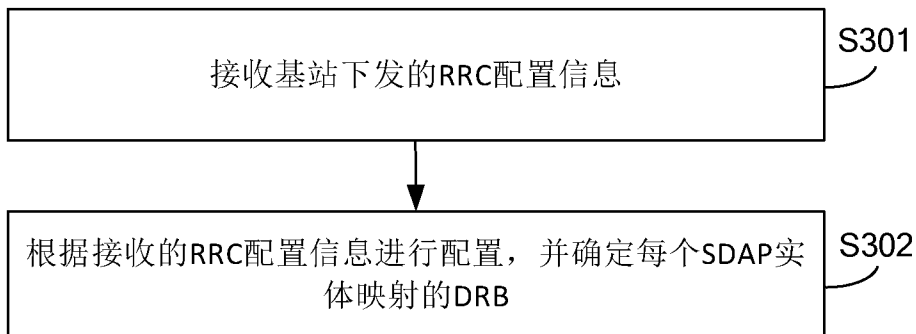 接收基站下发的RRC配置信息
S301
根据接收的RRC配置信息进行配置，并确定每个SDAP实
体映射的DRB
S302